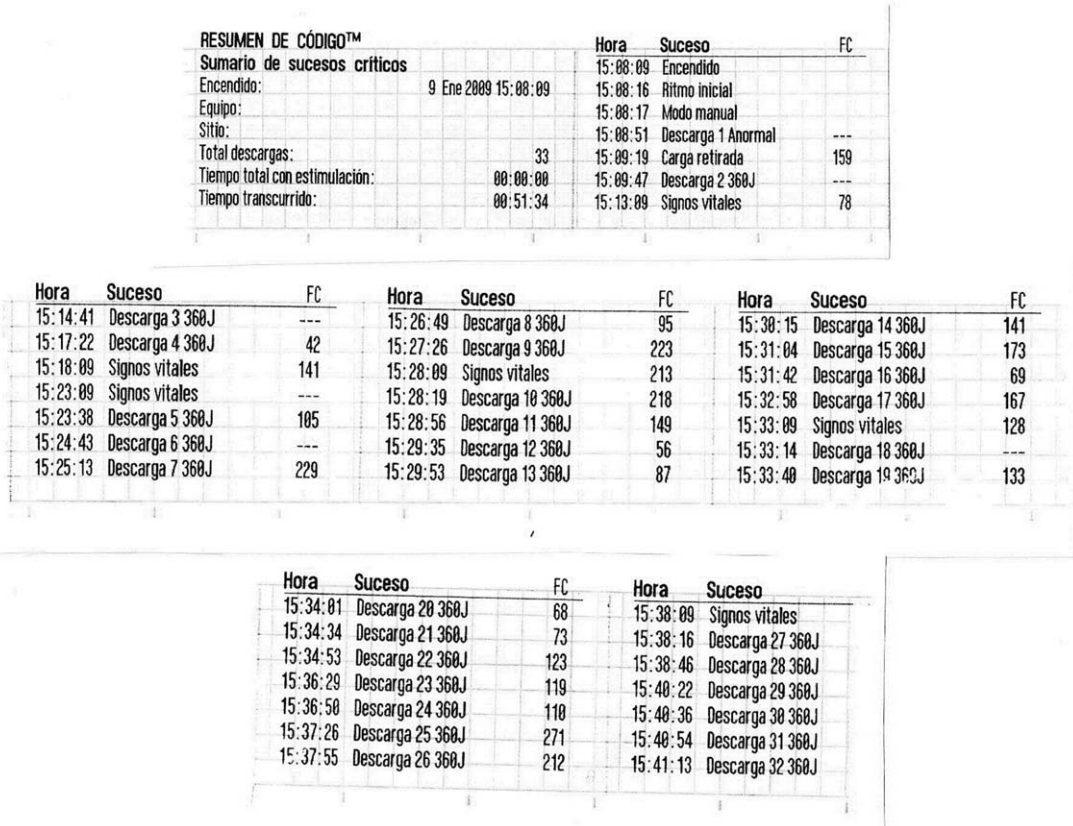 RESUMEN DE CÓDIGO™
Sumario de sucesos críticos
Encendido: 9 Ene 2009 15:08:09
Equipo:
Sitio:
Total descargas: 33
Tiempo total con estimulación: 00:00:00
Tiempo transcurrido: 00:51:34
Hora Suceso FC
15:08:09 Encendido
15:08:16 Ritmo inicial
15:08:17 Modo manual
15:08:51 Descarga 1 Anormal ---
15:09:19 Carga retirada 159
15:09:47 Descarga 2 360J ---
15:13:09 Signos vitales 78
Hora Suceso FC
15:14:41 Descarga 3 360J ---
15:17:22 Descarga 4 360J 42
15:18:09 Signos vitales 141
15:23:09 Signos vitales ---
15:23:38 Descarga 5 360J 105
15:24:43 Descarga 6 360J ---
15:25:13 Descarga 7 360J 229
Hora Suceso FC
15:26:49 Descarga 8 360J 95
15:27:26 Descarga 9 360J 223
15:28:09 Signos vitales 213
15:28:19 Descarga 10 360J 218
15:28:56 Descarga 11 360J 149
15:29:35 Descarga 12 360J 56
15:29:53 Descarga 13 360J 87
Hora Suceso FC
15:30:15 Descarga 14 360J 141
15:31:04 Descarga 15 360J 173
15:31:42 Descarga 16 360J 69
15:32:58 Descarga 17 360J 167
15:33:09 Signos vitales 128
15:33:14 Descarga 18 360J ---
15:33:40 Descarga 19 360J 133
Hora Suceso FC
15:34:01 Descarga 20 360J 68
15:34:34 Descarga 21 360J 73
15:34:53 Descarga 22 360J 123
15:36:29 Descarga 23 360J 119
15:36:50 Descarga 24 360J 110
15:37:26 Descarga 25 360J 271
15:37:55 Descarga 26 360J 212
Hora Suceso
15:38:09 Signos vitales
15:38:16 Descarga 27 360J
15:38:46 Descarga 28 360J
15:40:22 Descarga 29 360J
15:40:36 Descarga 30 360J
15:40:54 Descarga 31 360J
15:41:13 Descarga 32 360J